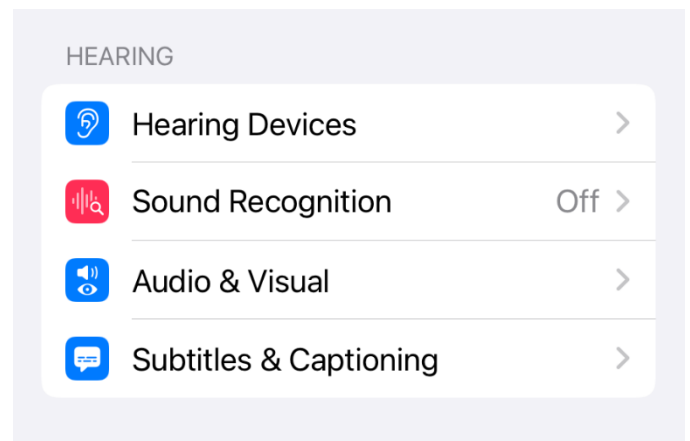 HEARING
Hearing Devices
Sound Recognition Off
Audio & Visual
Subtitles & Captioning